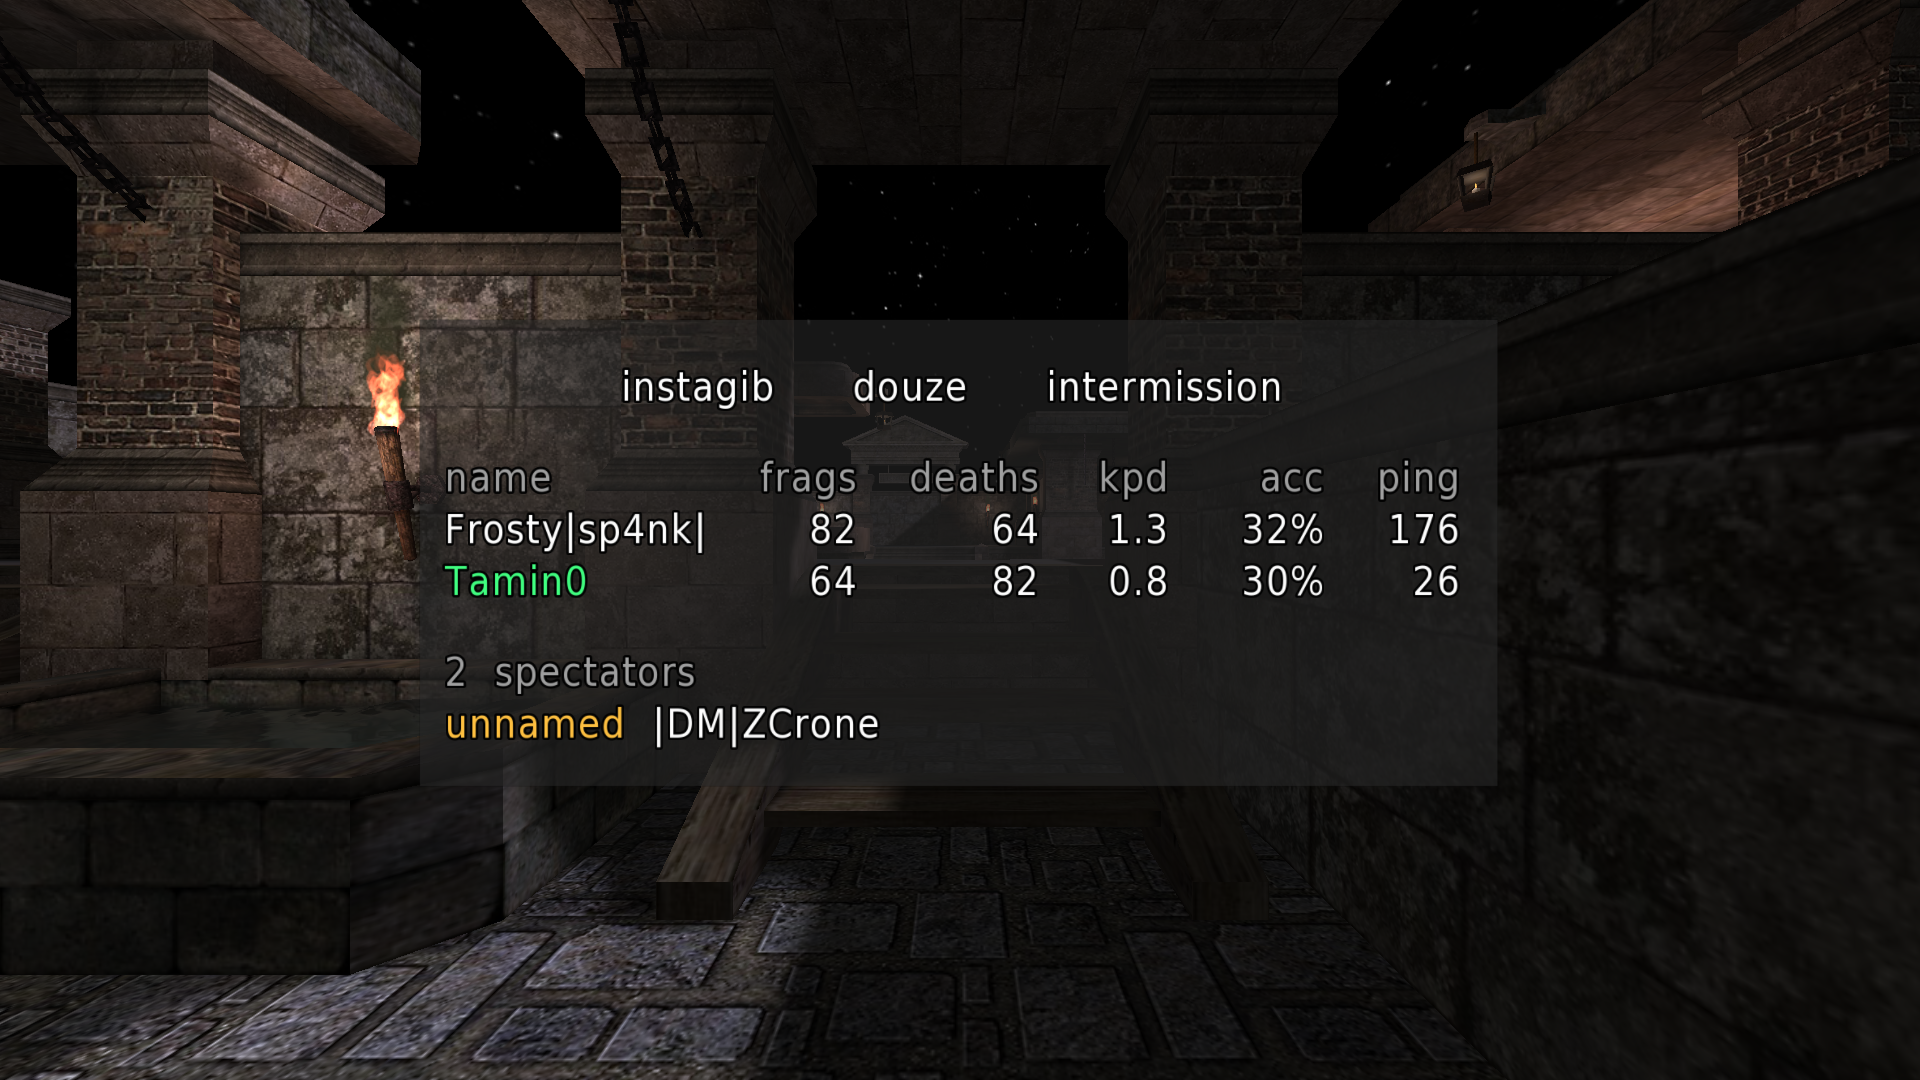 instagib douze intermission
name frags deaths kpd acc ping
Frosty|sp4nk| 82 64 1.3 32% 176
Tamin0 64 82 0.8 30% 26
2 spectators
unnamed |DM|ZCrone